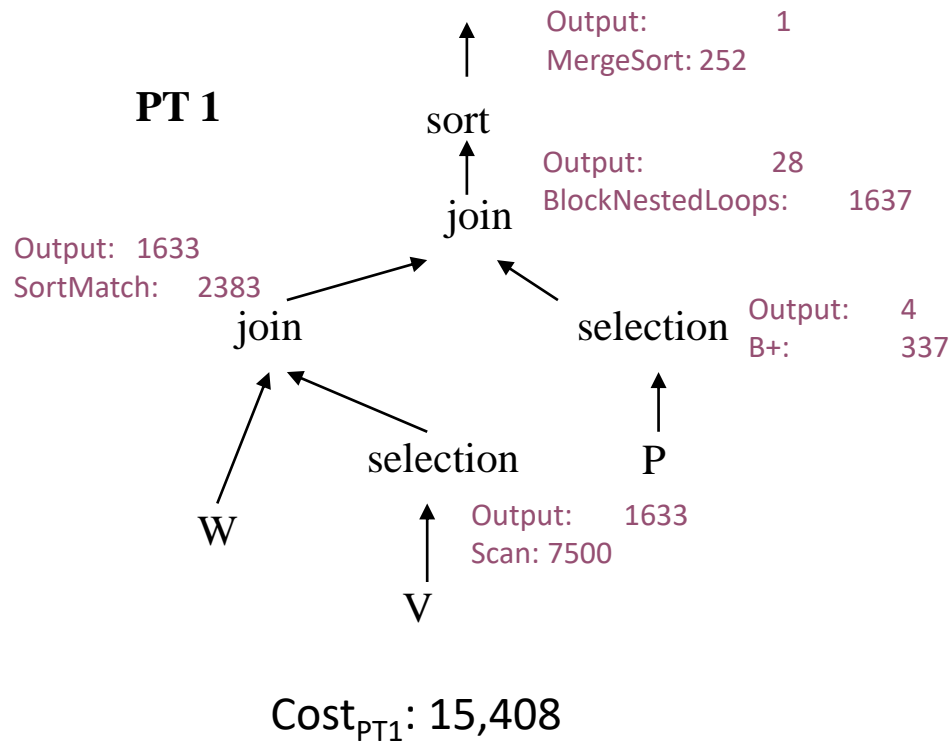 Output: 1
MergeSort: 252
PT 1
sort
Output: 28
BlockNestedLoops: 1637
join
Output: 1633
SortMatch: 2383
join
selection
Output: 4
B+: 337
selection
P
W
Output: 1633
Scan: 7500
V
Cost_PT1: 15,408